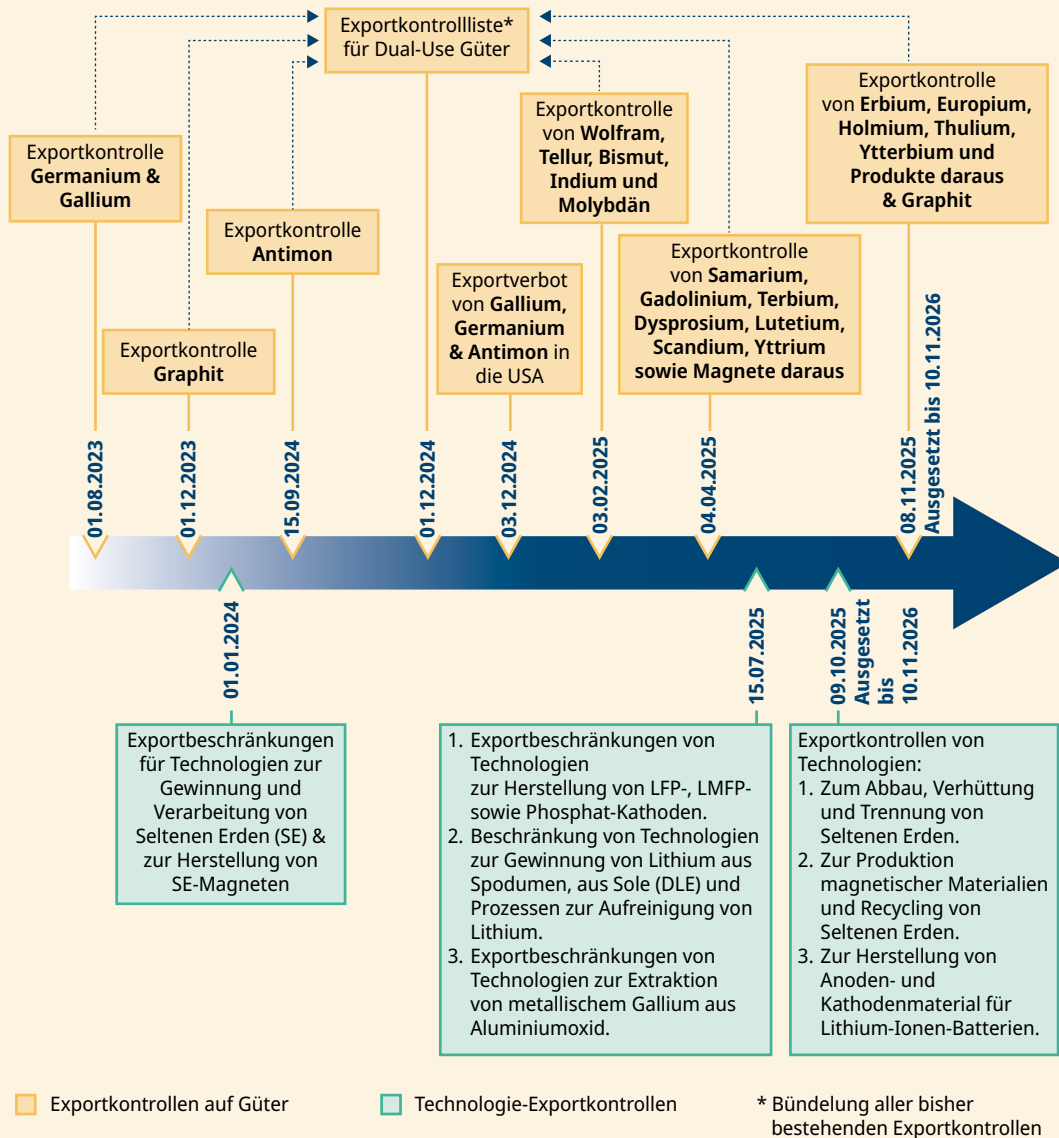 Exportkontrollliste*
für Dual-Use Güter
Exportkontrolle
Germanium &
Gallium
Exportkontrolle
Graphit
Exportkontrolle
Antimon
Exportverbot
von Gallium,
Germanium
& Antimon in
die USA
Exportkontrolle
von Wolfram,
Tellur, Bismut,
Indium und
Molybdän
Exportkontrolle
von Samarium,
Gadolinium, Terbium,
Dysprosium, Lutetium,
Scandium, Yttrium
sowie Magnete daraus
Exportkontrolle
von Erbium, Europium,
Holmium, Thulium,
Ytterbium und
Produkte daraus
& Graphit
01.08.2023
01.12.2023
15.09.2024
01.12.2024
03.12.2024
03.02.2025
04.04.2025
08.11.2025
Ausgesetzt bis 10.11.2026
01.01.2024
15.07.2025
09.10.2025
Ausgesetzt
bis
10.11.2026
Exportbeschränkungen
für Technologien zur
Gewinnung und
Verarbeitung von
Seltenen Erden (SE) &
zur Herstellung von
SE-Magneten
1. Exportbeschränkungen von
Technologien
zur Herstellung von LFP-, LMFP-
sowie Phosphat-Kathoden.
2. Beschränkung von Technologien
zur Gewinnung von Lithium aus
Spodumen, aus Sole (DLE) und
Prozessen zur Aufreinigung von
Lithium.
3. Exportbeschränkungen von
Technologien zur Extraktion
von metallischem Gallium aus
Aluminiumoxid.
Exportkontrollen von
Technologien:
1. Zum Abbau, Verhüttung
und Trennung von
Seltenen Erden.
2. Zur Produktion
magnetischer Materialien
und Recycling von
Seltenen Erden.
3. Zur Herstellung von
Anoden- und
Kathodenmaterial für
Lithium-Ionen-Batterien.
Exportkontrollen auf Güter
Technologie-Exportkontrollen
* Bündelung aller bisher
bestehenden Exportkontrollen